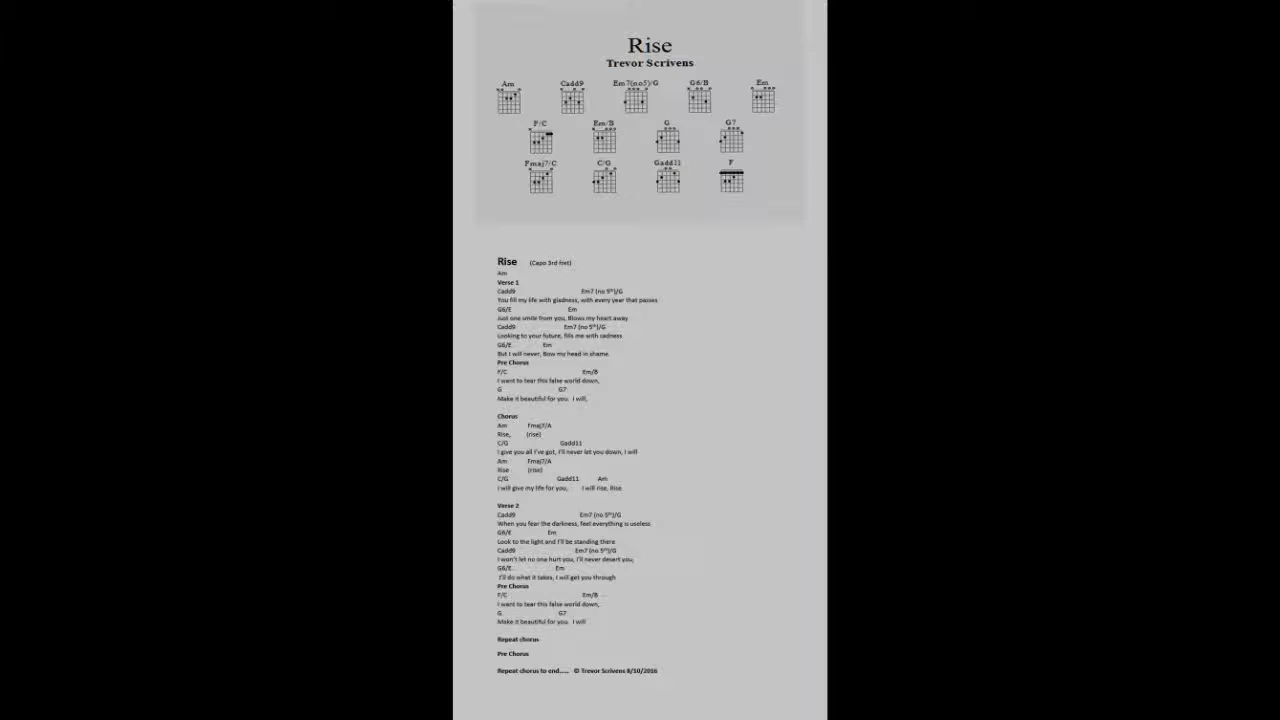 Rise
Trevor Scrivens
Am Cadd9 Em7(no5)/G G6/B Em
F/C Em/B G G7
Fmaj7/C C/G Gadd11 F
Rise (Capo 3rd fret)
Am
Verse 1
Cadd9 Em7 (no 5th)/G
You fill my life with gladness, with every year that passes
G6/E Em
Just one smile from you, Blows my heart away
Cadd9 Em7 (no 5th)/G
Looking to your future, fills me with sadness
G6/E Em
But I will never, Bow my head in shame.
Pre Chorus
F/C Em/B
I want to tear this false world down,
G G7
Make it beautiful for you. I will,
Chorus
Am Fmaj7/A
Rise, (rise)
C/G Gadd11
I give you all I've got, I'll never let you down, I will
Am Fmaj7/A
Rise (rise)
C/G Gadd11 Am
I will give my life for you, I will rise, Rise.
Verse 2
Cadd9 Em7 (no 5th)/G
When you fear the darkness, feel everything is useless
G6/E Em
Look to the light and I'll be standing there
Cadd9 Em7 (no 5th)/G
I won't let no one hurt you, I'll never desert you,
G6/E Em
I'll do what it takes, I will get you through
Pre Chorus
F/C Em/B
I want to tear this false world down,
G G7
Make it beautiful for you. I will
Repeat chorus
Pre Chorus
Repeat chorus to end..... © Trevor Scrivens 8/10/2016